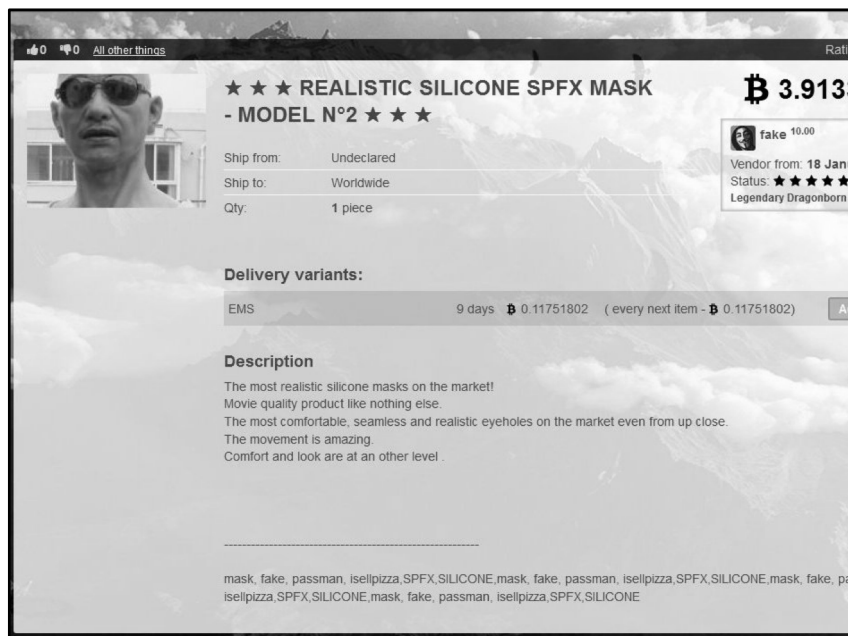 0 0 All other things Rati
★ ★ ★ REALISTIC SILICONE SPFX MASK
- MODEL N°2 ★ ★ ★
₿ 3.913
fake 10.00
Vendor from: 18 Jan
Status: ★ ★ ★ ★ ★
Legendary Dragonborn
Ship from: Undeclared
Ship to: Worldwide
Qty: 1 piece
Delivery variants:
EMS 9 days ₿ 0.11751802 ( every next item - ₿ 0.11751802) A
Description
The most realistic silicone masks on the market!
Movie quality product like nothing else.
The most comfortable, seamless and realistic eyeholes on the market even from up close.
The movement is amazing.
Comfort and look are at an other level .
----------------------------------------------------------
mask, fake, passman, isellpizza,SPFX,SILICONE,mask, fake, passman, isellpizza,SPFX,SILICONE,mask, fake, pa
isellpizza,SPFX,SILICONE,mask, fake, passman, isellpizza,SPFX,SILICONE